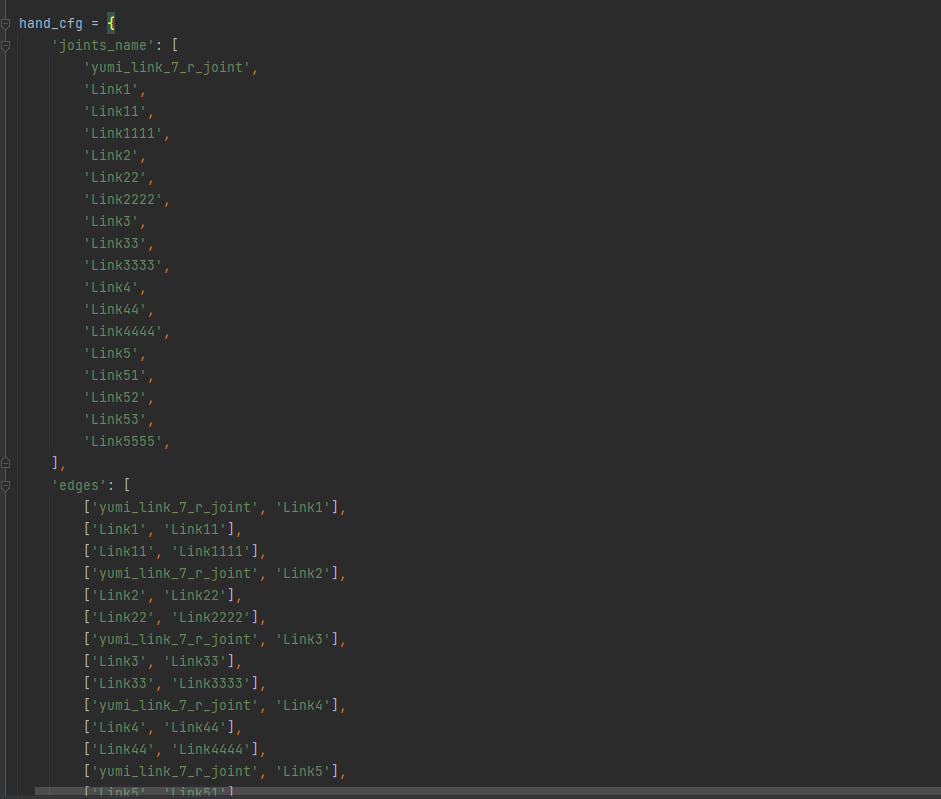 hand_cfg = {
    'joints_name': [
        'yumi_link_7_r_joint',
        'Link1',
        'Link11',
        'Link1111',
        'Link2',
        'Link22',
        'Link2222',
        'Link3',
        'Link33',
        'Link3333',
        'Link4',
        'Link44',
        'Link4444',
        'Link5',
        'Link51',
        'Link52',
        'Link53',
        'Link5555',
    ],
    'edges': [
        ['yumi_link_7_r_joint', 'Link1'],
        ['Link1', 'Link11'],
        ['Link11', 'Link1111'],
        ['yumi_link_7_r_joint', 'Link2'],
        ['Link2', 'Link22'],
        ['Link22', 'Link2222'],
        ['yumi_link_7_r_joint', 'Link3'],
        ['Link3', 'Link33'],
        ['Link33', 'Link3333'],
        ['yumi_link_7_r_joint', 'Link4'],
        ['Link4', 'Link44'],
        ['Link44', 'Link4444'],
        ['yumi_link_7_r_joint', 'Link5'],
        ['Link5', 'Link51']